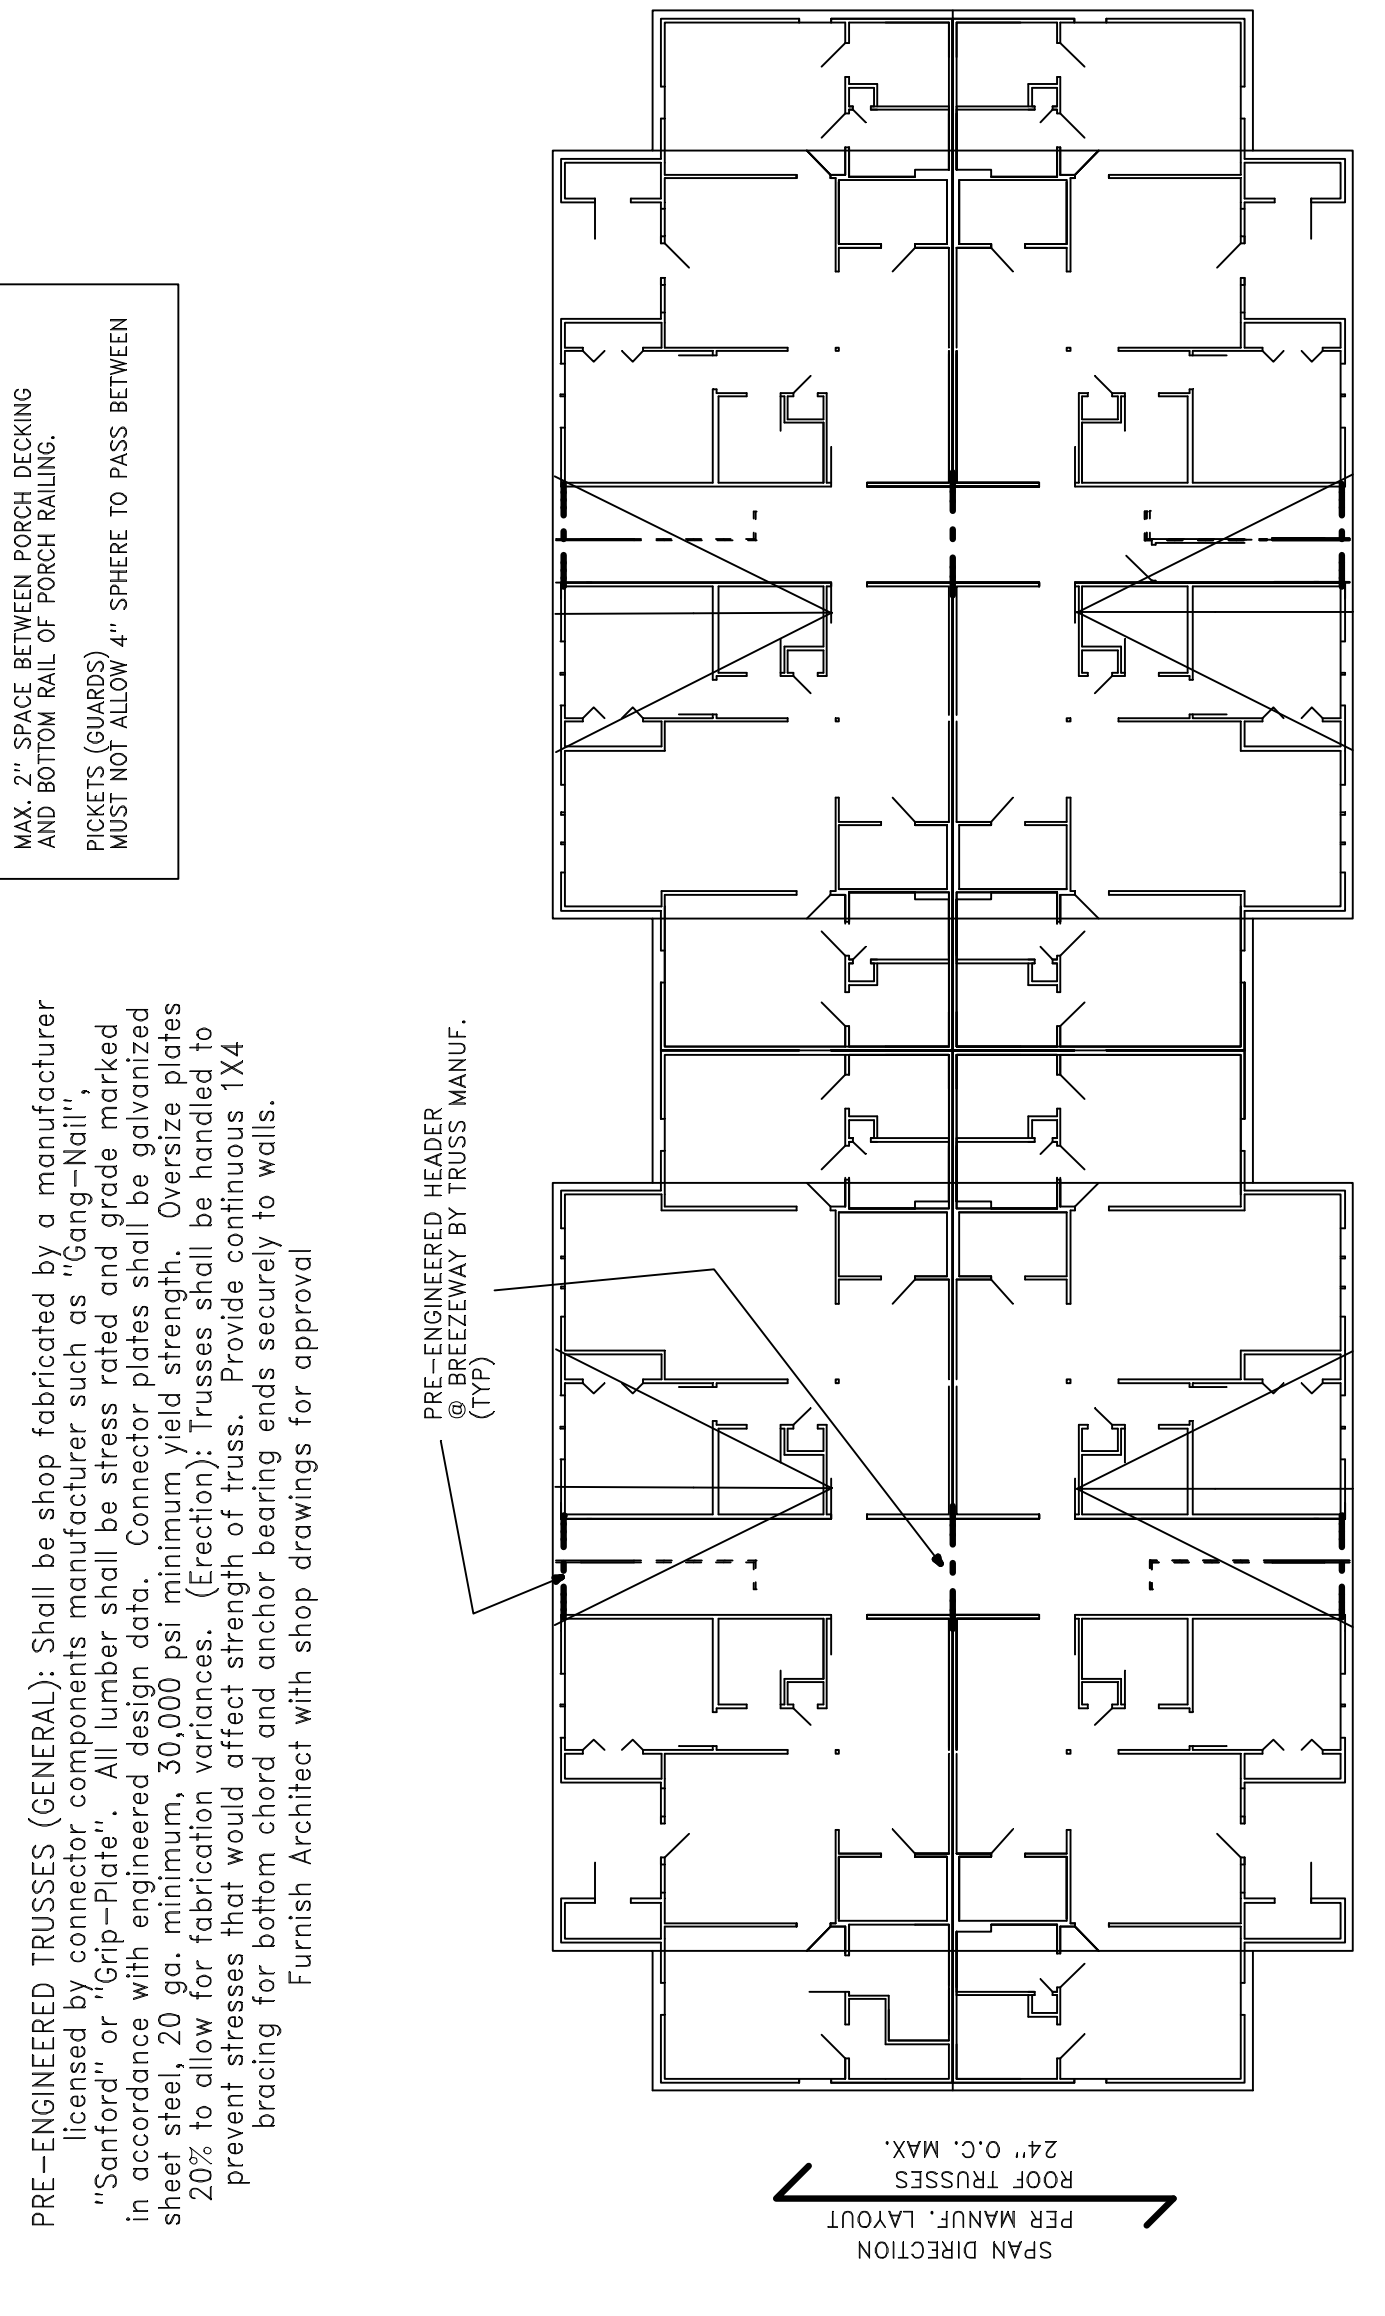 MAX. 2" SPACE BETWEEN PORCH DECKING
AND BOTTOM RAIL OF PORCH RAILING.
PICKETS (GUARDS)
MUST NOT ALLOW 4" SPHERE TO PASS BETWEEN
PRE-ENGINEERED TRUSSES (GENERAL): Shall be shop fabricated by a manufacturer
licensed by connector components manufacturer such as "Gang-Nail",
"Sanford" or "Grip-Plate". All lumber shall be stress rated and grade marked
in accordance with engineered design data. Connector plates shall be galvanized
sheet steel, 20 ga. minimum, 30,000 psi minimum yield strength. Oversize plates
20% to allow for fabrication variances. (Erection): Trusses shall be handled to
prevent stresses that would affect strength of truss. Provide continuous 1X4
bracing for bottom chord and anchor bearing ends securely to walls.
Furnish Architect with shop drawings for approval
PRE-ENGINEERED HEADER
@ BREEZEWAY BY TRUSS MANUF.
(TYP)
SPAN DIRECTION
PER MANUF. LAYOUT
ROOF TRUSSES
24" O.C. MAX.